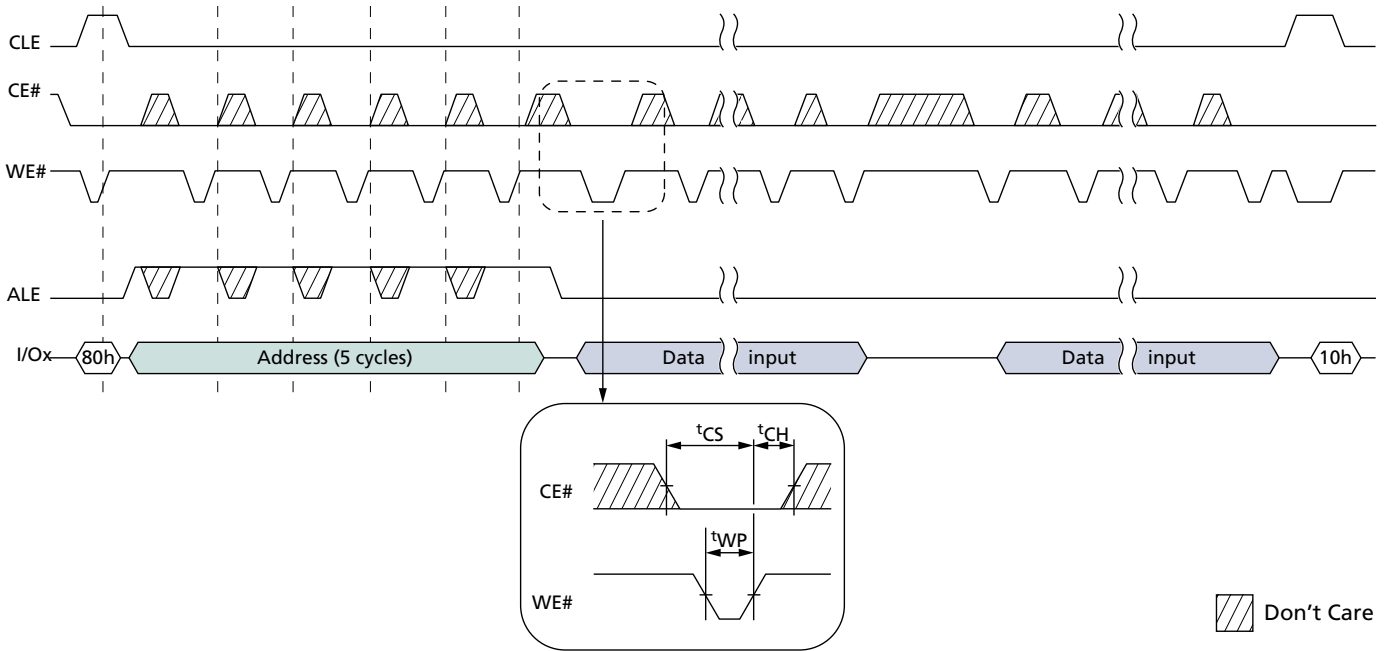 CLE
CE#
WE#
ALE
I/Ox
80h
Address (5 cycles)
Data input
Data input
10h
tCS
tCH
CE#
tWP
WE#
Don't Care